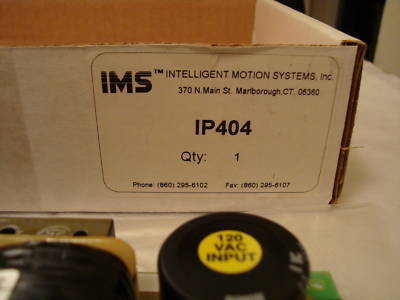 IMS™ INTELLIGENT MOTION SYSTEMS, Inc.
370 N.Main St. Marlborough,CT. 06360
IP404
Qty: 1
Phone: (860) 295-6102 Fax: (860) 295-6107
120
VAC
INPUT